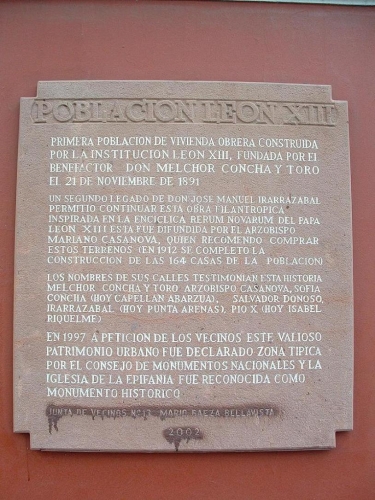 POBLACION LEON XIII
PRIMERA POBLACION DE VIVIENDA OBRERA CONSTRUIDA
POR LA INSTITUCION LEON XIII, FUNDADA POR EL
BENEFACTOR DON MELCHOR CONCHA Y TORO
EL 21 DE NOVIEMBRE DE 1891
UN SEGUNDO LEGADO DE DON JOSE MANUEL IRARRAZABAL
PERMITIO CONTINUAR ESTA OBRA FILANTROPICA
INSPIRADA EN LA ENCICLICA RERUM NOVARUM DEL PAPA
LEON XIII ESTA FUE DIFUNDIDA POR EL ARZOBISPO
MARIANO CASANOVA, QUIEN RECOMENDO COMPRAR
ESTOS TERRENOS (EN 1912 SE COMPLETO LA
CONSTRUCCION DE LAS 164 CASAS DE LA POBLACION
LOS NOMBRES DE SUS CALLES TESTIMONIAN ESTA HISTORIA
MELCHOR CONCHA Y TORO ARZOBISPO CASANOVA, SOFIA
CONCHA (HOY CAPELLAN ABARZUA), SALVADOR DONOSO,
IRARRAZABAL (HOY PUNTA ARENAS), PIO X (HOY ISABEL
RIQUELME)
EN 1997 A PETICION DE LOS VECINOS ESTE VALIOSO
PATRIMONIO URBANO FUE DECLARADO ZONA TIPICA
POR EL CONSEJO DE MONUMENTOS NACIONALES Y LA
IGLESIA DE LA EPIFANIA FUE RECONOCIDA COMO
MONUMENTO HISTORICO
JUNTA DE VECINOS Nº13 MARIO BAEZA BELLAVISTA
2002